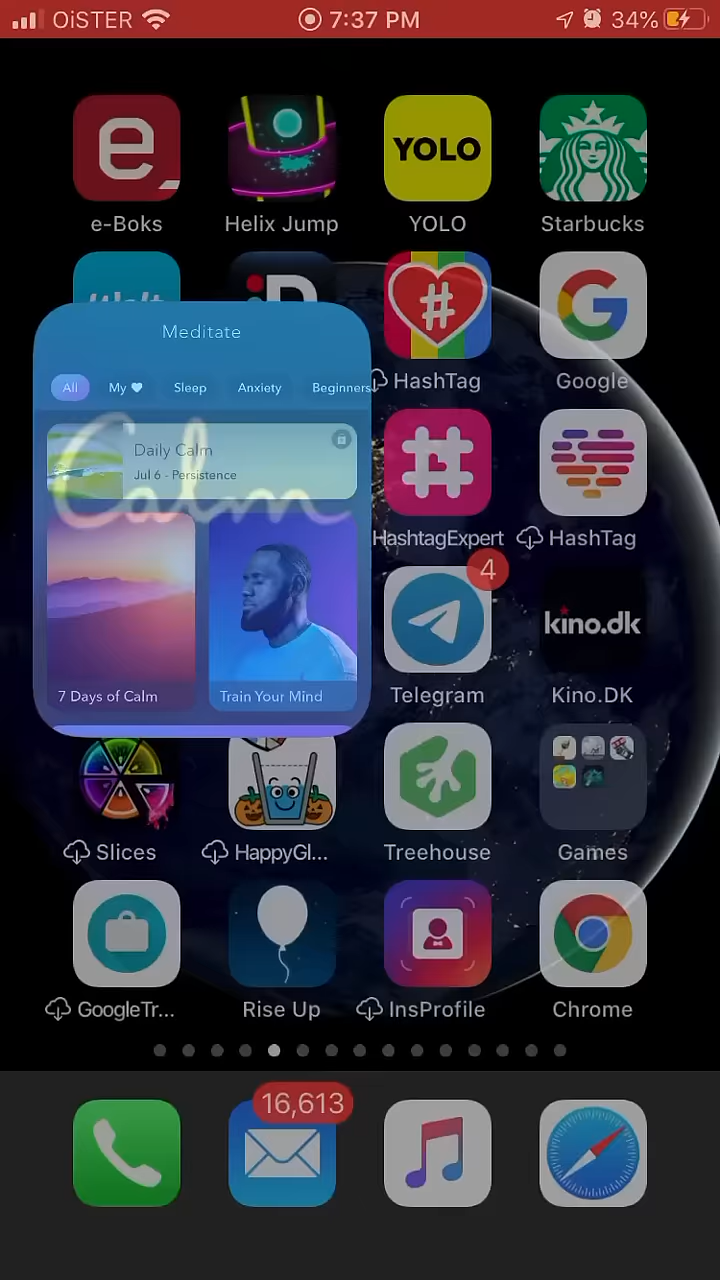 OiSTER 7:37 PM 34%
e
YOLO
e-Boks Helix Jump YOLO Starbucks
#
G
HashTag Google
Meditate
All My Sleep Anxiety Beginners
Daily Calm
Jul 6 - Persistence
Calm
#
HashtagExpert HashTag
4
kino.dk
7 Days of Calm Train Your Mind
Telegram Kino.DK
Slices HappyGl... Treehouse Games
GoogleTr... Rise Up InsProfile Chrome
16,613